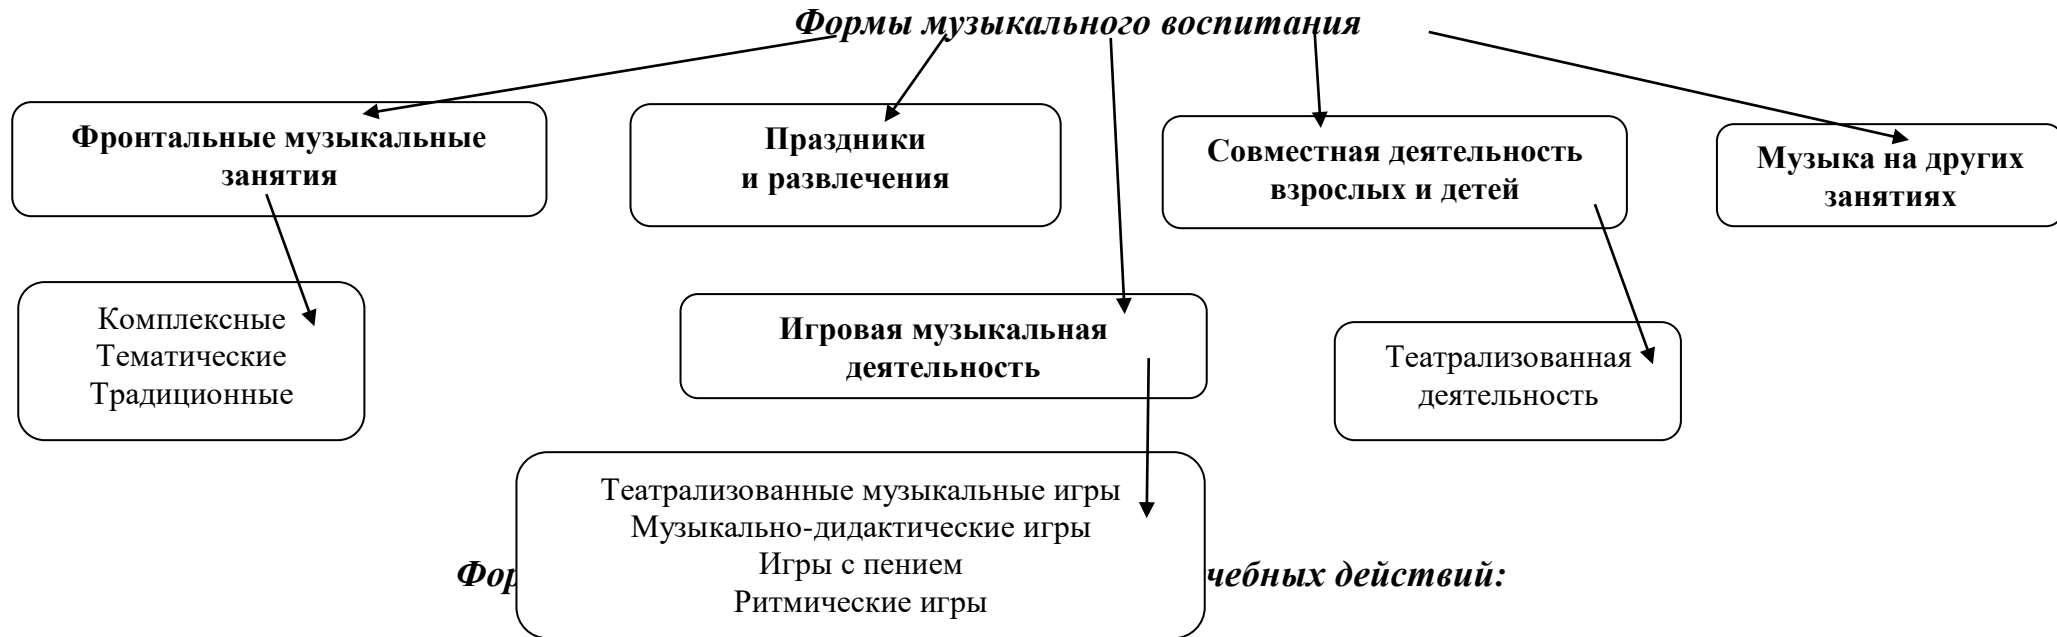 Формы музыкального воспитания
Фронтальные музыкальные
занятия
Праздники
и развлечения
Совместная деятельность
взрослых и детей
Музыка на других
занятиях
Комплексные
Тематические
Традиционные
Игровая музыкальная
деятельность
Театрализованная
деятельность
Театрализованные музыкальные игры
Музыкально-дидактические игры
Игры с пением
Ритмические игры
действий: